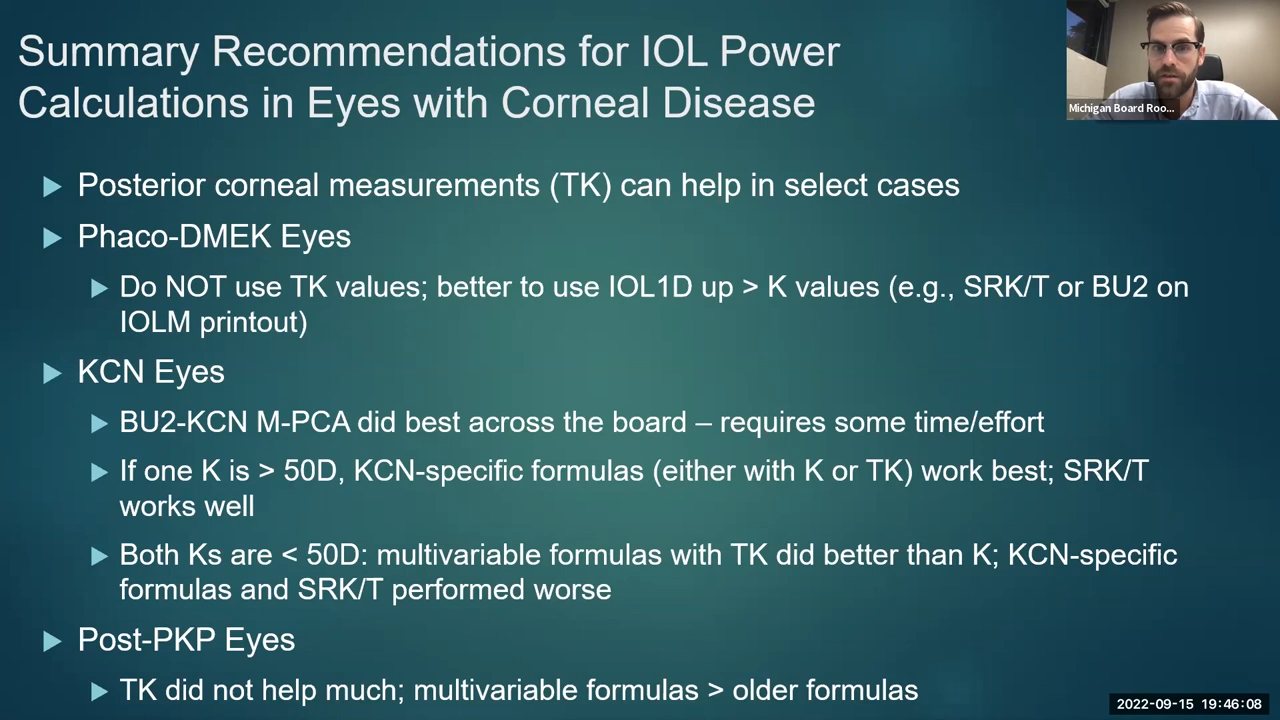 Summary Recommendations for IOL Power
Calculations in Eyes with Corneal Disease
Michigan Board Roo...
Posterior corneal measurements (TK) can help in select cases
Phaco-DMEK Eyes
Do NOT use TK values; better to use IOL1D up > K values (e.g., SRK/T or BU2 on
IOLM printout)
KCN Eyes
BU2-KCN M-PCA did best across the board – requires some time/effort
If one K is > 50D, KCN-specific formulas (either with K or TK) work best; SRK/T
works well
Both Ks are < 50D: multivariable formulas with TK did better than K; KCN-specific
formulas and SRK/T performed worse
Post-PKP Eyes
TK did not help much; multivariable formulas > older formulas
2022-09-15 19:46:08